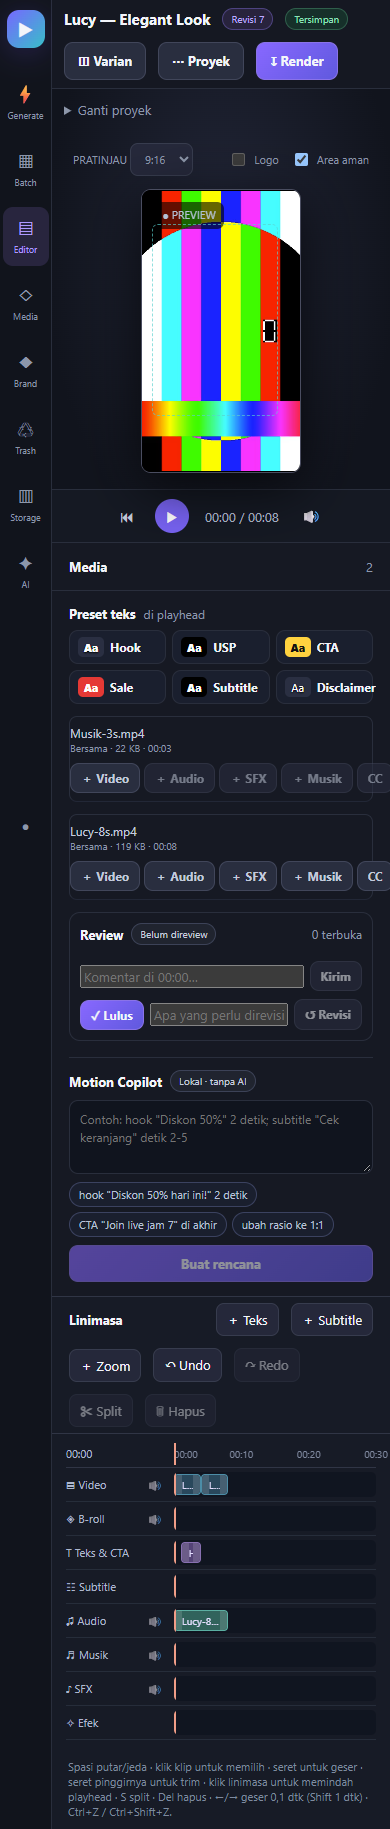 Lucy — Elegant Look
Revisi 7
Tersimpan
Varian
Proyek
Render
Generate
Batch
Editor
Media
Brand
Trash
Storage
AI
Ganti proyek
PRATINJAU
9:16
Logo
Area aman
PREVIEW
00:00 / 00:08
Media
2
Preset teks di playhead
Aa Hook
Aa USP
Aa CTA
Aa Sale
Aa Subtitle
Aa Disclaimer
Musik-3s.mp4
Bersama · 22 KB · 00:03
+ Video
+ Audio
+ SFX
+ Musik
CC
Lucy-8s.mp4
Bersama · 119 KB · 00:08
+ Video
+ Audio
+ SFX
+ Musik
CC
Review
Belum direview
0 terbuka
Komentar di 00:00...
Kirim
✓ Lulus
Apa yang perlu direvisi
↺ Revisi
Motion Copilot
Lokal · tanpa AI
Contoh: hook "Diskon 50%" 2 detik; subtitle "Cek
keranjang" detik 2-5
hook "Diskon 50% hari ini!" 2 detik
CTA "Join live jam 7" di akhir
ubah rasio ke 1:1
Buat rencana
Linimasa
+ Teks
+ Subtitle
+ Zoom
↶ Undo
↷ Redo
Split
Hapus
00:00
00:00
00:10
00:20
00:30
Video
L...
L...
B-roll
T Teks & CTA
Subtitle
Audio
Lucy-8...
Musik
SFX
Efek
Spasi putar/jeda · klik klip untuk memilih · seret untuk geser ·
seret pinggirnya untuk trim · klik linimasa untuk memindah
playhead · S split · Del hapus · ←/→ geser 0,1 dtk (Shift 1 dtk) ·
Ctrl+Z / Ctrl+Shift+Z.